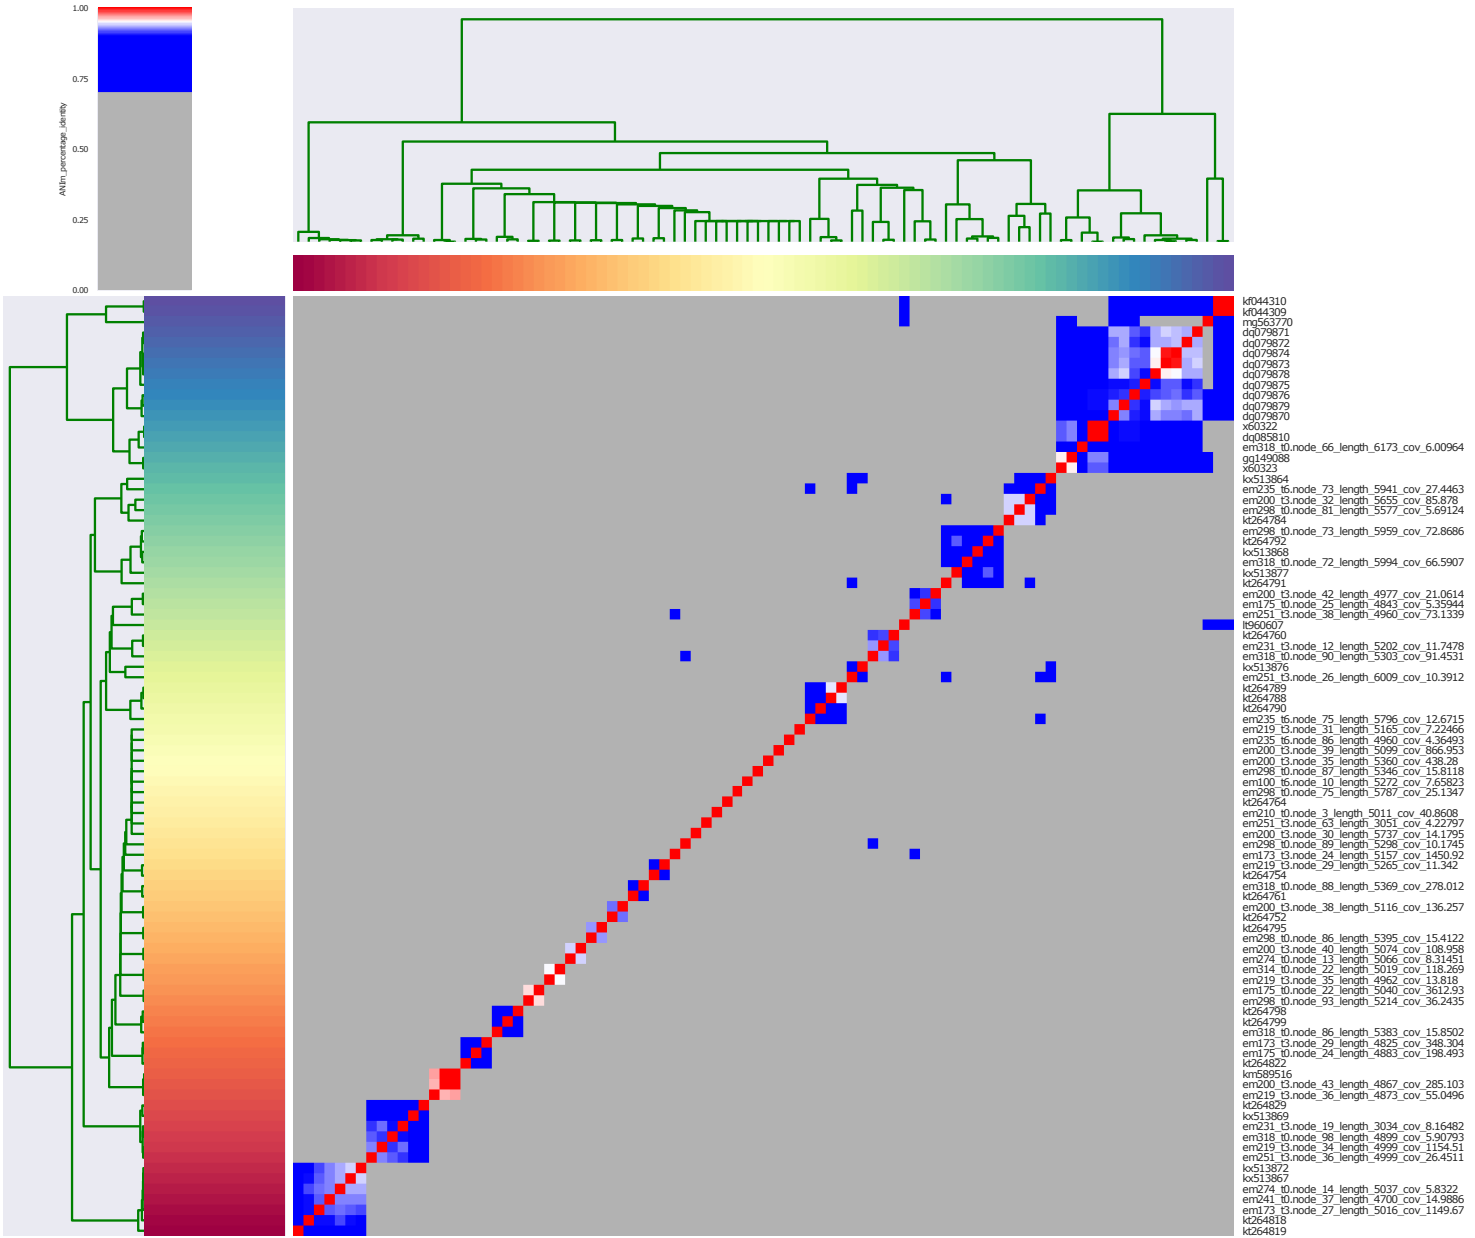 1.00
0.75
0.50
0.25
0.00
ANIm_percentage_identity
kf044310
kf044309
mg563770
dq079871
dq079872
dq079874
dq079873
dq079878
dq079875
dq079876
dq079879
dq079870
x60322
dq085810
em318_t0.node_66_length_6173_cov_6.00964
gg149088
x60323
kx513864
em235_t6.node_73_length_5941_cov_27.4463
em200_t3.node_32_length_5655_cov_85.878
em298_t0.node_81_length_5577_cov_5.69124
kt264784
em298_t0.node_73_length_5959_cov_72.8686
kt264792
kx513868
em318_t0.node_72_length_5994_cov_66.5907
kx513877
kt264791
em200_t3.node_42_length_4977_cov_21.0614
em175_t0.node_25_length_4843_cov_5.35944
em251_t3.node_38_length_4960_cov_73.1339
lt960607
kt264760
em231_t3.node_12_length_5202_cov_11.7478
em318_t0.node_90_length_5303_cov_91.4531
kx513876
em251_t3.node_26_length_6009_cov_10.3912
kt264789
kt264788
kt264790
em235_t6.node_75_length_5796_cov_12.6715
em219_t3.node_31_length_5165_cov_7.22466
em235_t6.node_86_length_4960_cov_4.36493
em200_t3.node_39_length_5099_cov_866.953
em200_t3.node_35_length_5360_cov_438.28
em298_t0.node_87_length_5346_cov_15.8118
em100_t6.node_10_length_5272_cov_7.65823
em298_t0.node_75_length_5787_cov_25.1347
kt264764
em210_t0.node_3_length_5011_cov_40.8608
em251_t3.node_63_length_3051_cov_4.22797
em200_t3.node_30_length_5737_cov_14.1795
em298_t0.node_89_length_5298_cov_10.1745
em173_t3.node_24_length_5157_cov_1450.92
em219_t3.node_29_length_5265_cov_11.342
kt264754
em318_t0.node_88_length_5369_cov_278.012
kt264761
em200_t3.node_38_length_5116_cov_136.257
kt264752
kt264795
em298_t0.node_86_length_5395_cov_15.4122
em200_t3.node_40_length_5074_cov_108.958
em274_t0.node_13_length_5066_cov_8.31451
em314_t0.node_22_length_5019_cov_118.269
em219_t3.node_35_length_4962_cov_13.818
em175_t0.node_22_length_5040_cov_3612.93
em298_t0.node_93_length_5214_cov_36.2435
kt264798
kt264799
em318_t0.node_86_length_5383_cov_15.8502
em173_t3.node_29_length_4825_cov_348.304
em175_t0.node_24_length_4883_cov_198.493
kt264822
km589516
em200_t3.node_43_length_4867_cov_285.103
em219_t3.node_36_length_4873_cov_55.0496
kt264829
kx513869
em231_t3.node_19_length_3034_cov_8.16482
em318_t0.node_98_length_4899_cov_5.90793
em219_t3.node_34_length_4999_cov_1154.51
em251_t3.node_36_length_4999_cov_26.4511
kx513872
kx513867
em274_t0.node_14_length_5037_cov_5.8322
em241_t0.node_37_length_4700_cov_14.9886
em173_t3.node_27_length_5016_cov_1149.67
kt264818
kt264819